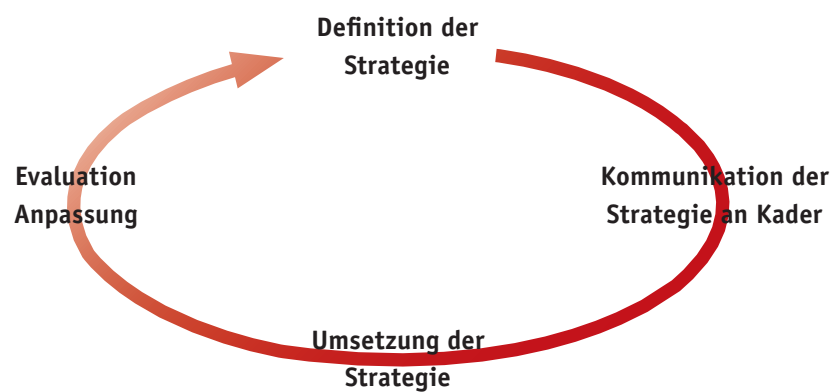 Definition der
Strategie
Kommunikation der
Strategie an Kader
Umsetzung der
Strategie
Evaluation
Anpassung